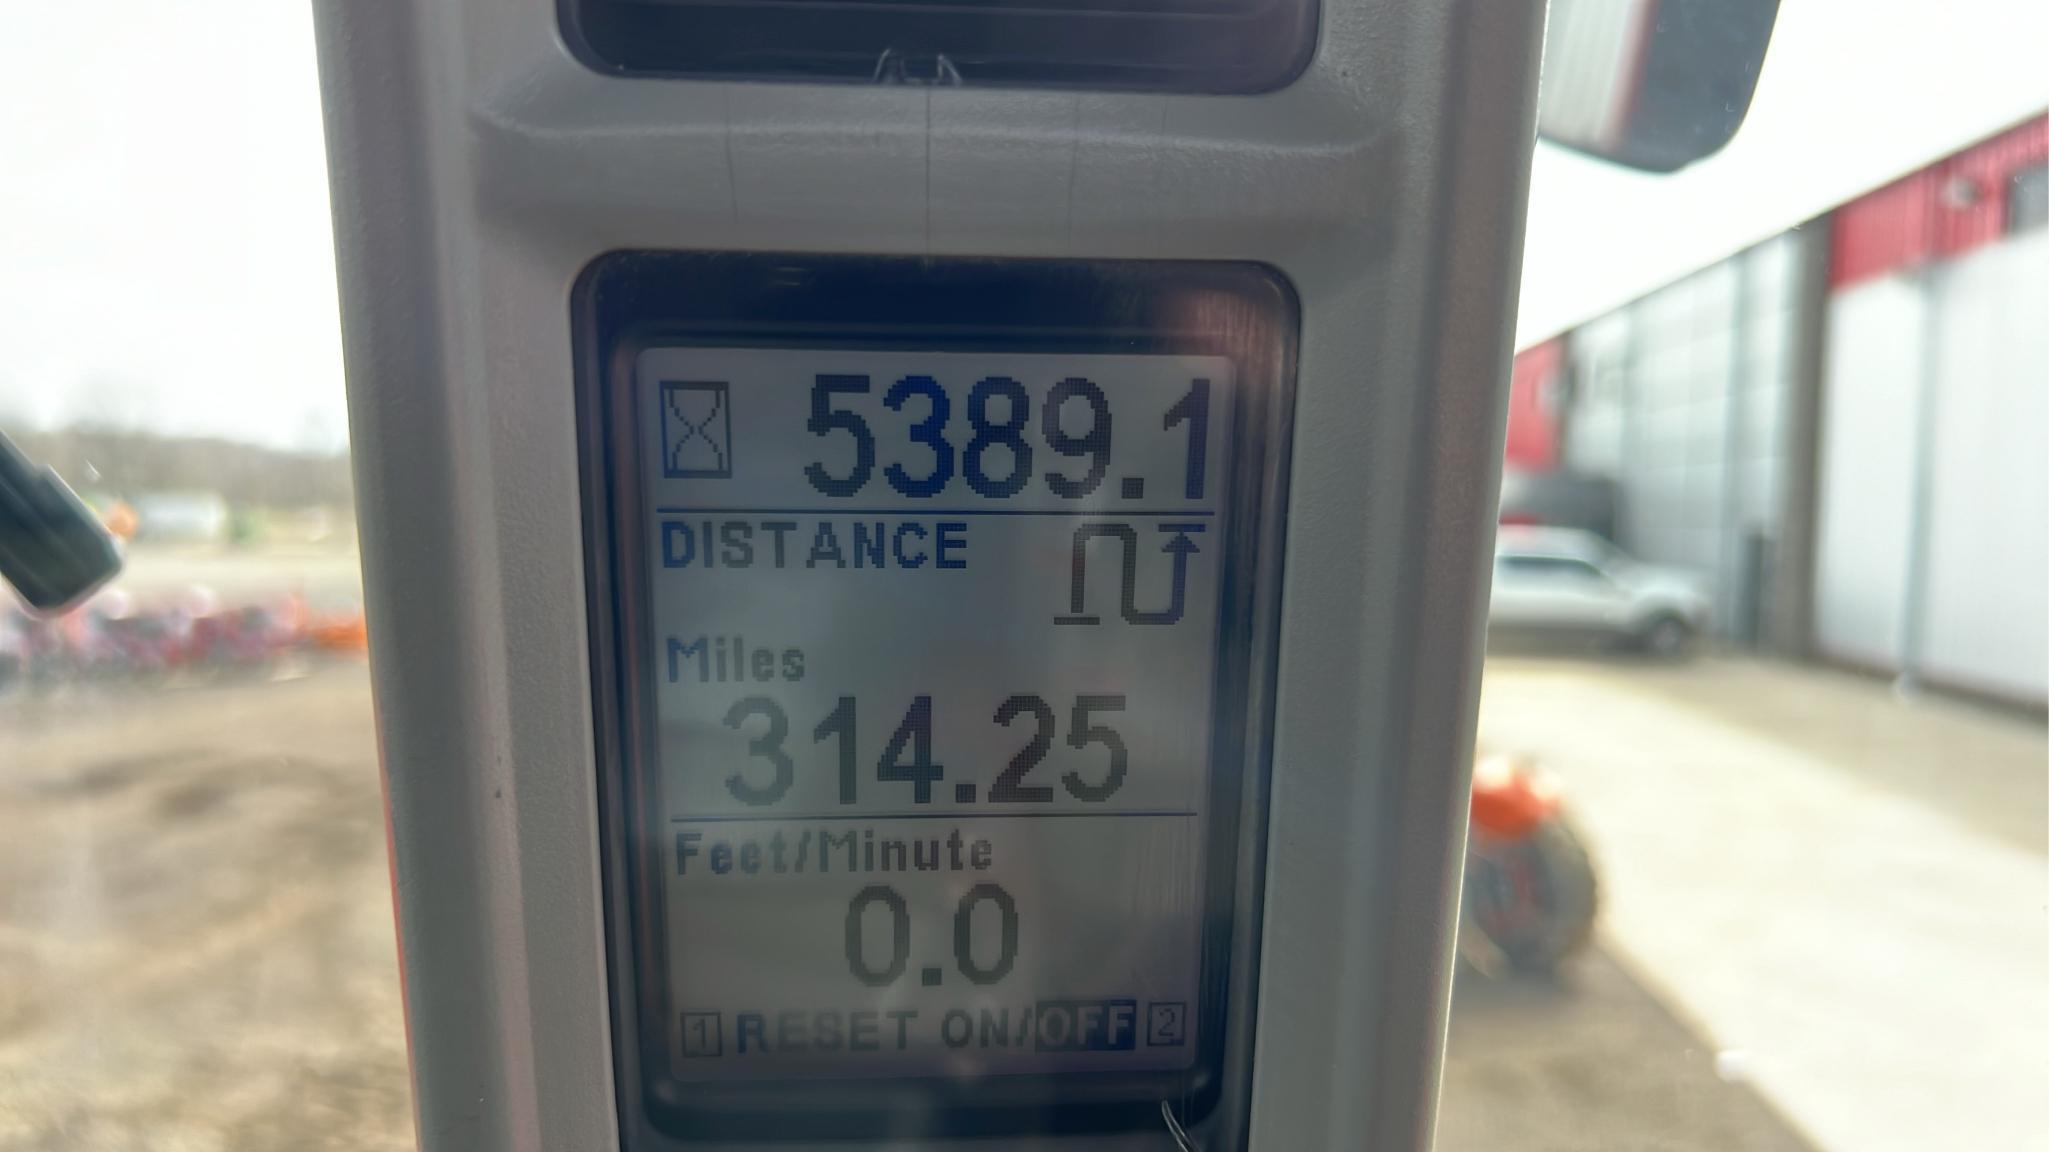 5389.1
DISTANCE
Miles
314.25
Feet/Minute
0.0
1 RESET ON/OFF 2